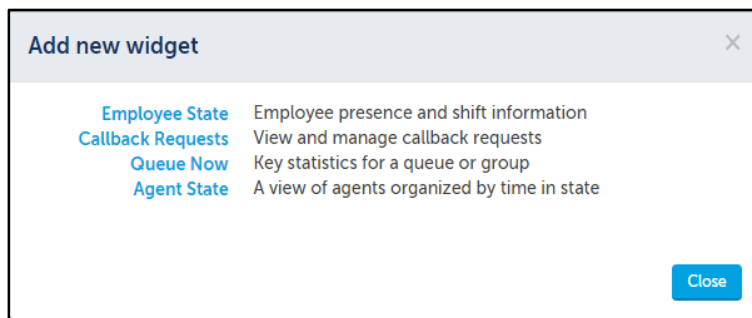 Add new widget
Employee State Employee presence and shift information
Callback Requests View and manage callback requests
Queue Now Key statistics for a queue or group
Agent State A view of agents organized by time in state
Close